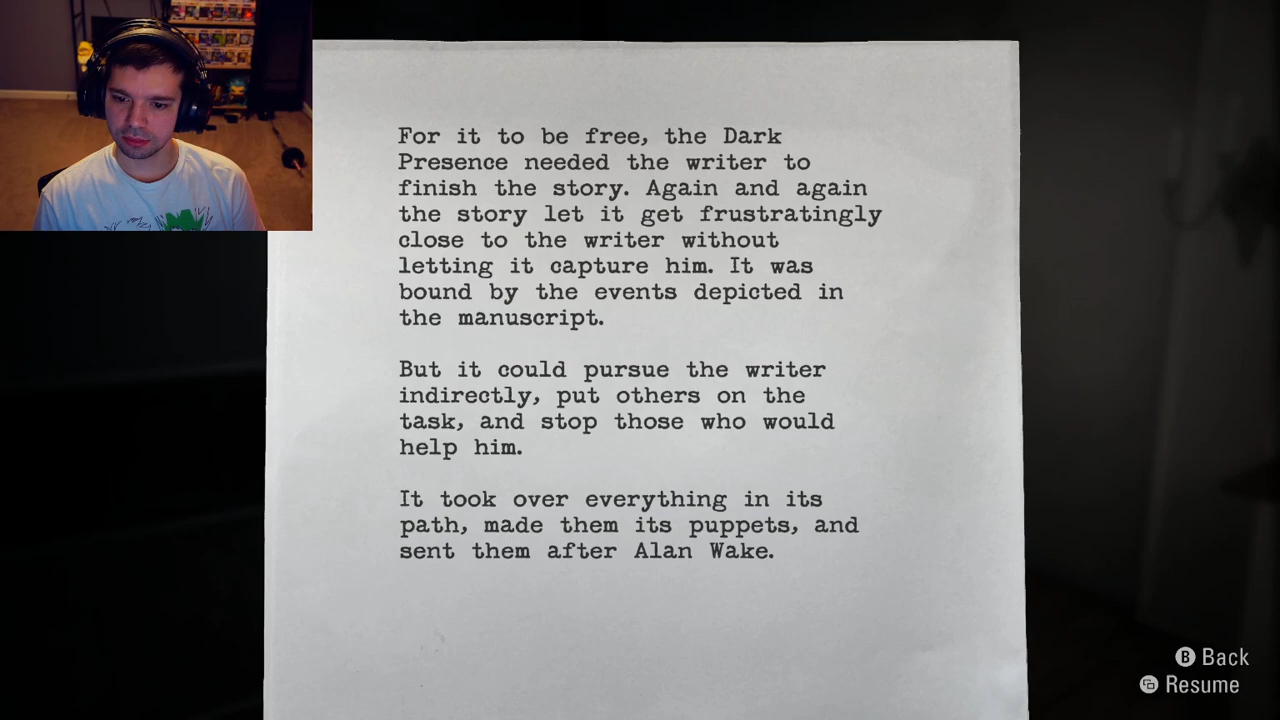 For it to be free, the Dark
Presence needed the writer to
finish the story. Again and again
the story let it get frustratingly
close to the writer without
letting it capture him. It was
bound by the events depicted in
the manuscript.
But it could pursue the writer
indirectly, put others on the
task, and stop those who would
help him.
It took over everything in its
path, made them its puppets, and
sent them after Alan Wake.
B Back
Resume